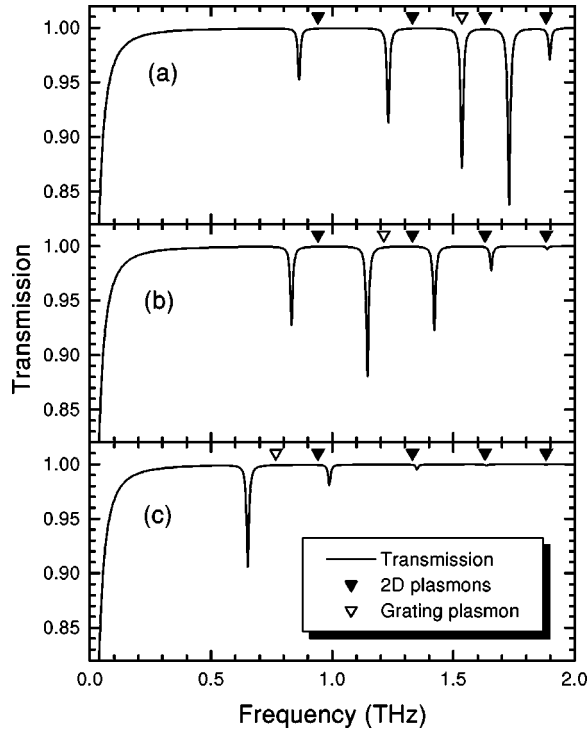 1.00
0.95
(a)
0.90
0.85
1.00
0.95
(b)
0.90
0.85
1.00
0.95
(c)
0.90
0.85
Transmission
Transmission
2D plasmons
Grating plasmon
0.0 0.5 1.0 1.5 2.0
Frequency (THz)